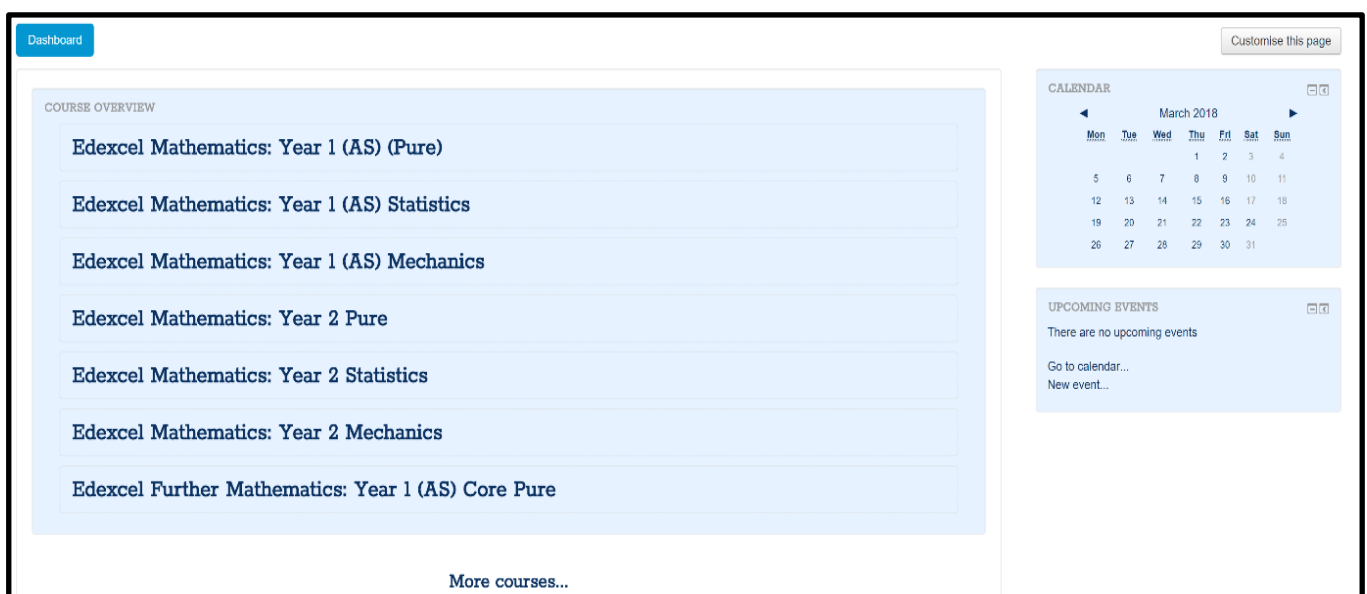 Dashboard
Customise this page
COURSE OVERVIEW
Edexcel Mathematics: Year 1 (AS) (Pure)
Edexcel Mathematics: Year 1 (AS) Statistics
Edexcel Mathematics: Year 1 (AS) Mechanics
Edexcel Mathematics: Year 2 Pure
Edexcel Mathematics: Year 2 Statistics
Edexcel Mathematics: Year 2 Mechanics
Edexcel Further Mathematics: Year 1 (AS) Core Pure
More courses...
CALENDAR
March 2018
Mon Tue Wed Thu Fri Sat Sun
1 2 3 4
5 6 7 8 9 10 11
12 13 14 15 16 17 18
19 20 21 22 23 24 25
26 27 28 29 30 31
UPCOMING EVENTS
There are no upcoming events
Go to calendar...
New event...